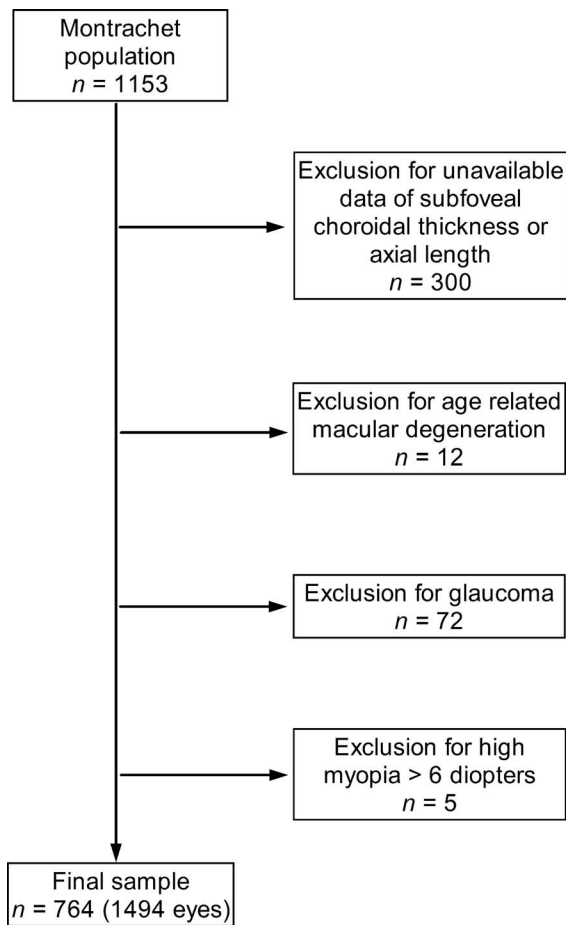 Montrachet
population
n = 1153
Exclusion for unavailable
data of subfoveal
choroidal thickness or
axial length
n = 300
Exclusion for age related
macular degeneration
n = 12
Exclusion for glaucoma
n = 72
Exclusion for high
myopia > 6 diopters
n = 5
Final sample
n = 764 (1494 eyes)